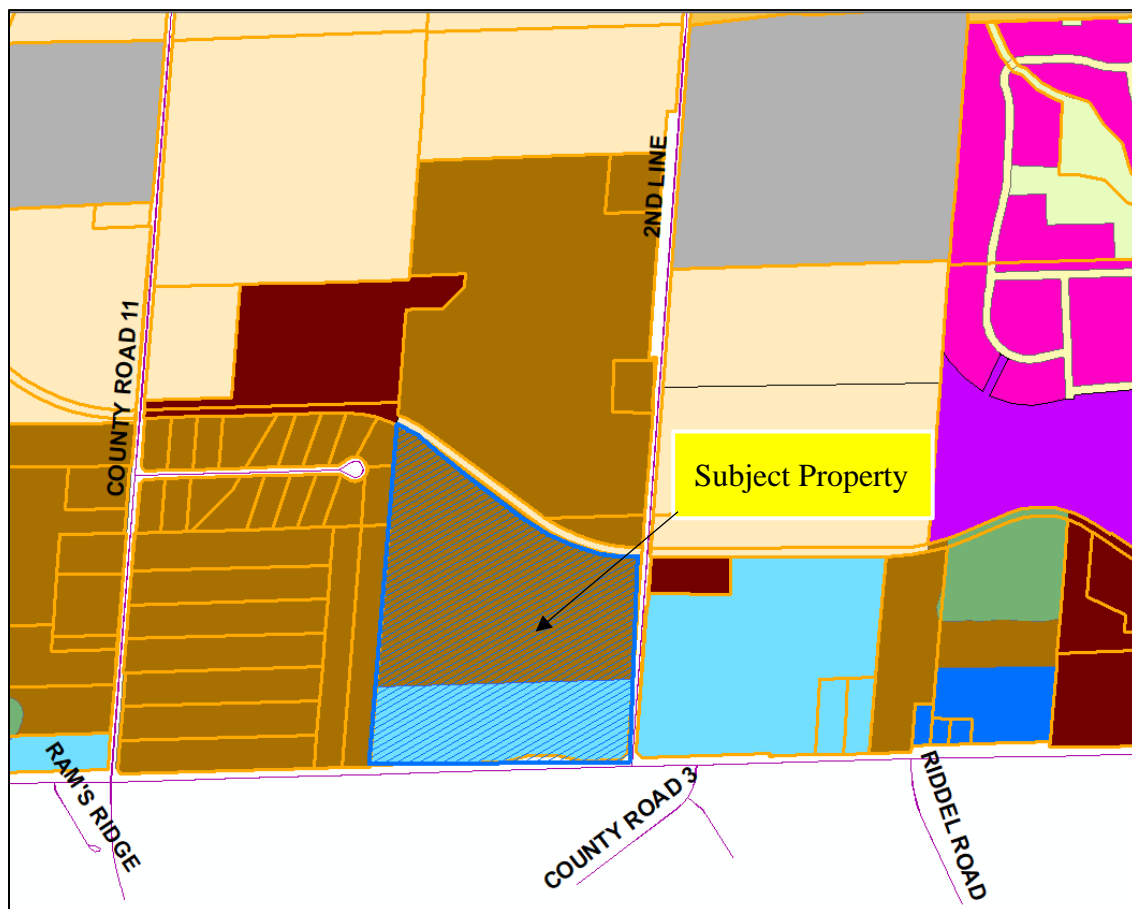 2ND LINE
COUNTY ROAD 11
Subject Property
RAM'S RIDGE
COUNTY ROAD 3
RIDDEL ROAD